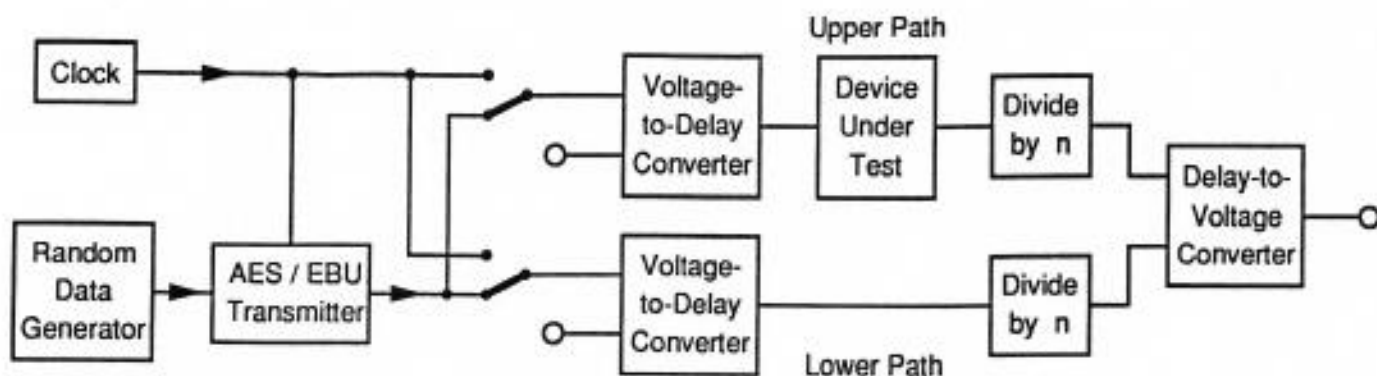 Upper Path
Clock
Voltage-
to-Delay
Converter
Device
Under
Test
Divide
by n
Delay-to-
Voltage
Converter
Random
Data
Generator
AES / EBU
Transmitter
Voltage-
to-Delay
Converter
Divide
by n
Lower Path